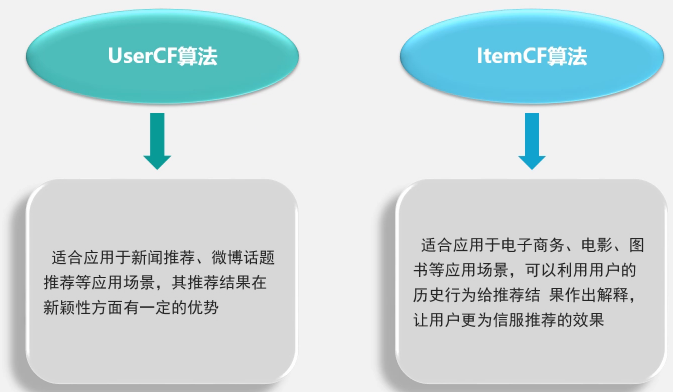 UserCF算法
适合应用于新闻推荐、微博话题
推荐等应用场景，其推荐结果在
新颖性方面有一定的优势
ItemCF算法
适合应用于电子商务、电影、图
书等应用场景，可以利用用户的
历史行为给推荐结 果作出解释，
让用户更为信服推荐的效果